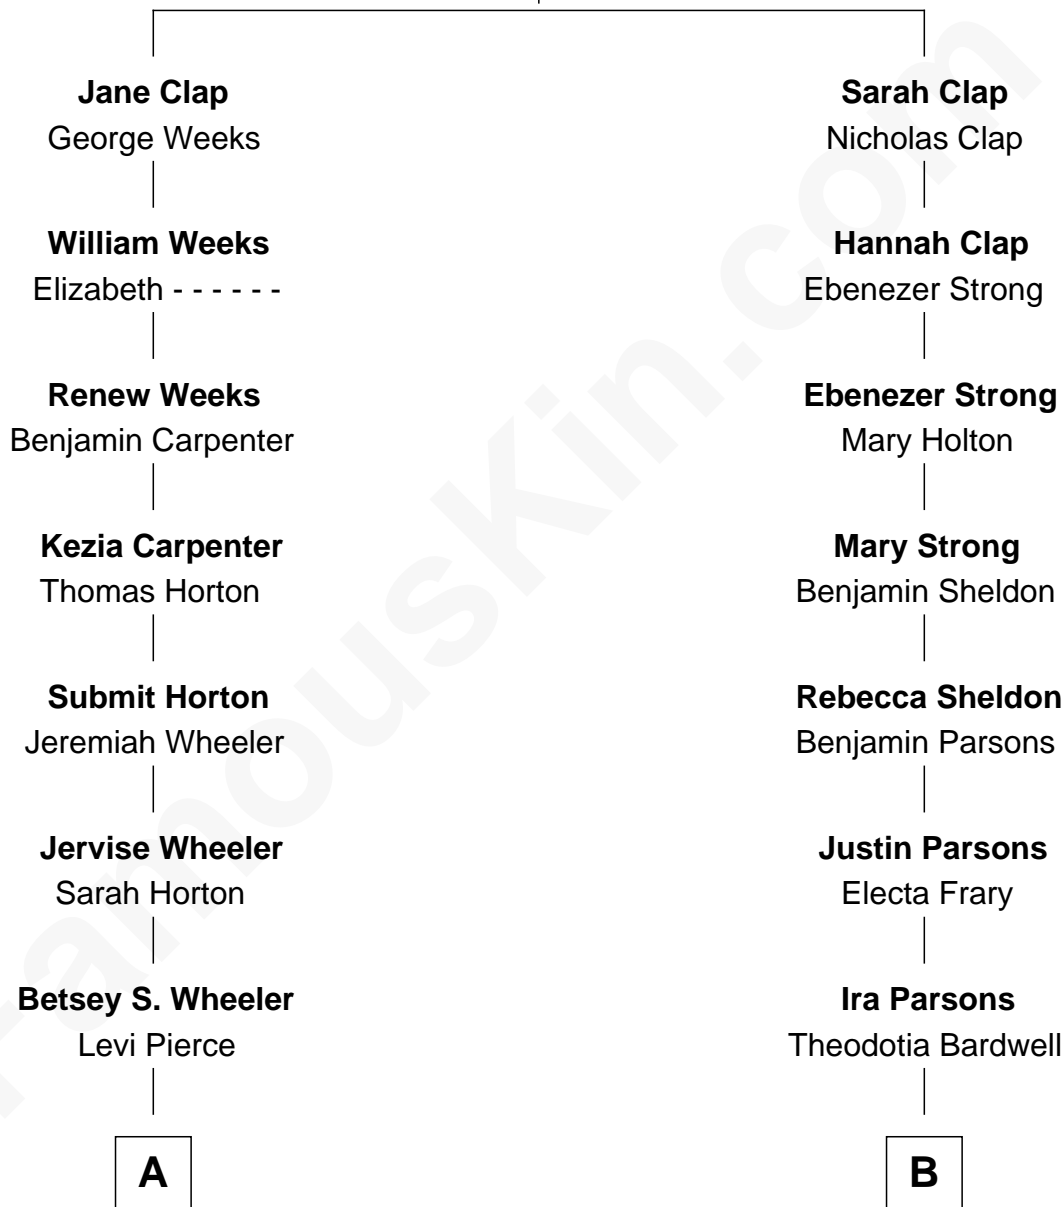 Jane Clap
George Weeks
William Weeks
Elizabeth - - - - - -
Renew Weeks
Benjamin Carpenter
Kezia Carpenter
Thomas Horton
Submit Horton
Jeremiah Wheeler
Jervise Wheeler
Sarah Horton
Betsey S. Wheeler
Levi Pierce
A
Sarah Clap
Nicholas Clap
Hannah Clap
Ebenezer Strong
Ebenezer Strong
Mary Holton
Mary Strong
Benjamin Sheldon
Rebecca Sheldon
Benjamin Parsons
Justin Parsons
Electa Frary
Ira Parsons
Theodotia Bardwell
B
FamousKin.com